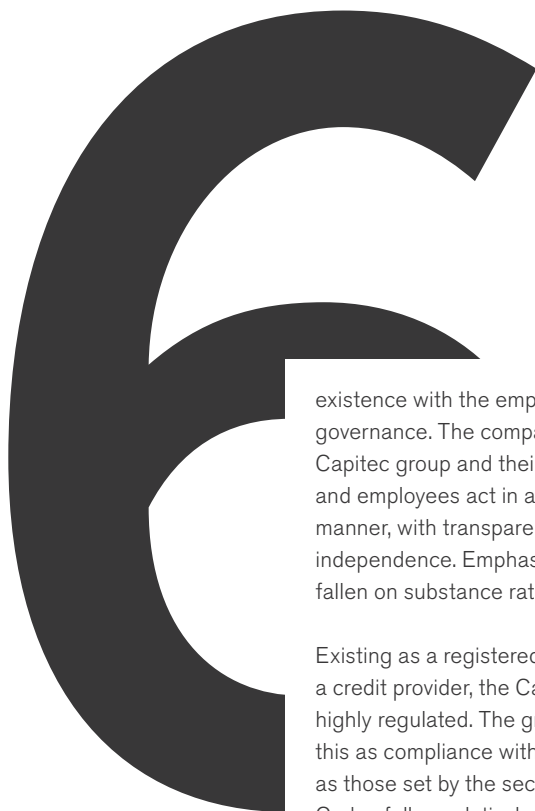 6
existence with the emp
governance. The compa
Capitec group and thei
and employees act in a
manner, with transpare
independence. Emphas
fallen on substance rat
Existing as a registered
a credit provider, the Ca
highly regulated. The g
this as compliance with
as those set by the sec